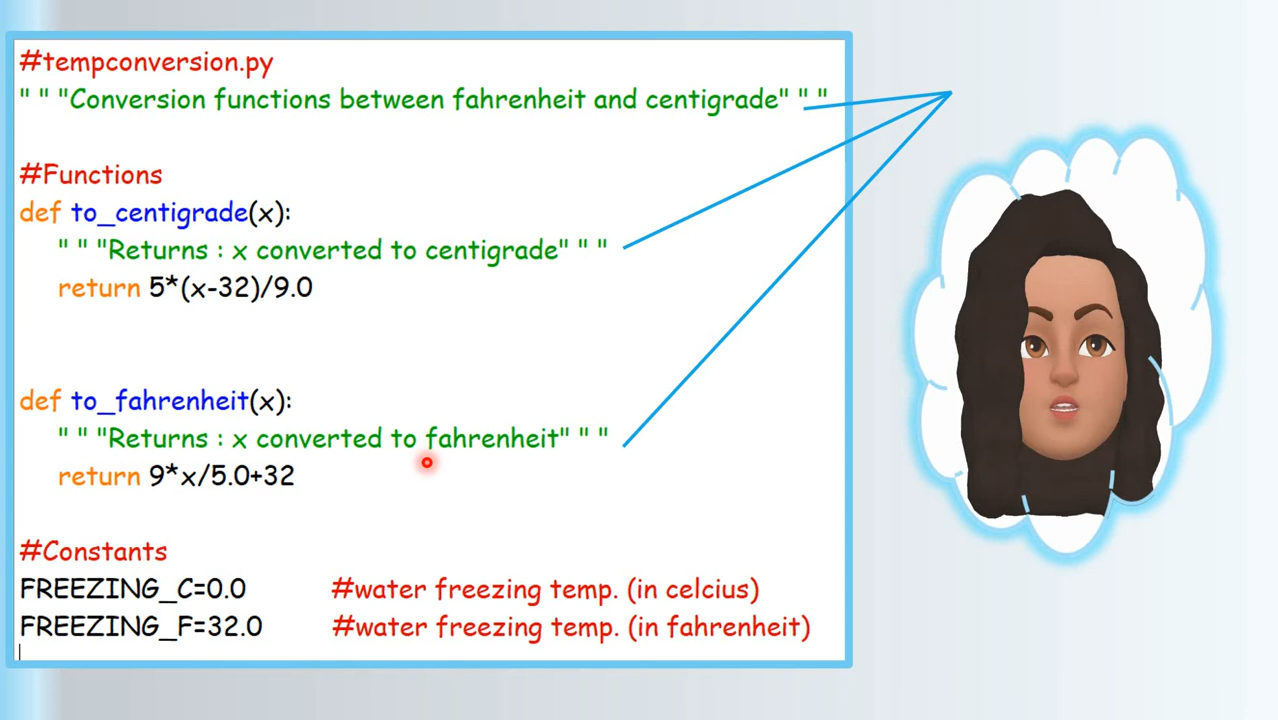 #tempconversion.py
" " "Conversion functions between fahrenheit and centigrade" " "
#Functions
def to_centigrade(x):
" " "Returns : x converted to centigrade" " "
return 5*(x-32)/9.0
def to_fahrenheit(x):
" " "Returns : x converted to fahrenheit" " "
return 9*x/5.0+32
#Constants
FREEZING_C=0.0 #water freezing temp. (in celcius)
FREEZING_F=32.0 #water freezing temp. (in fahrenheit)